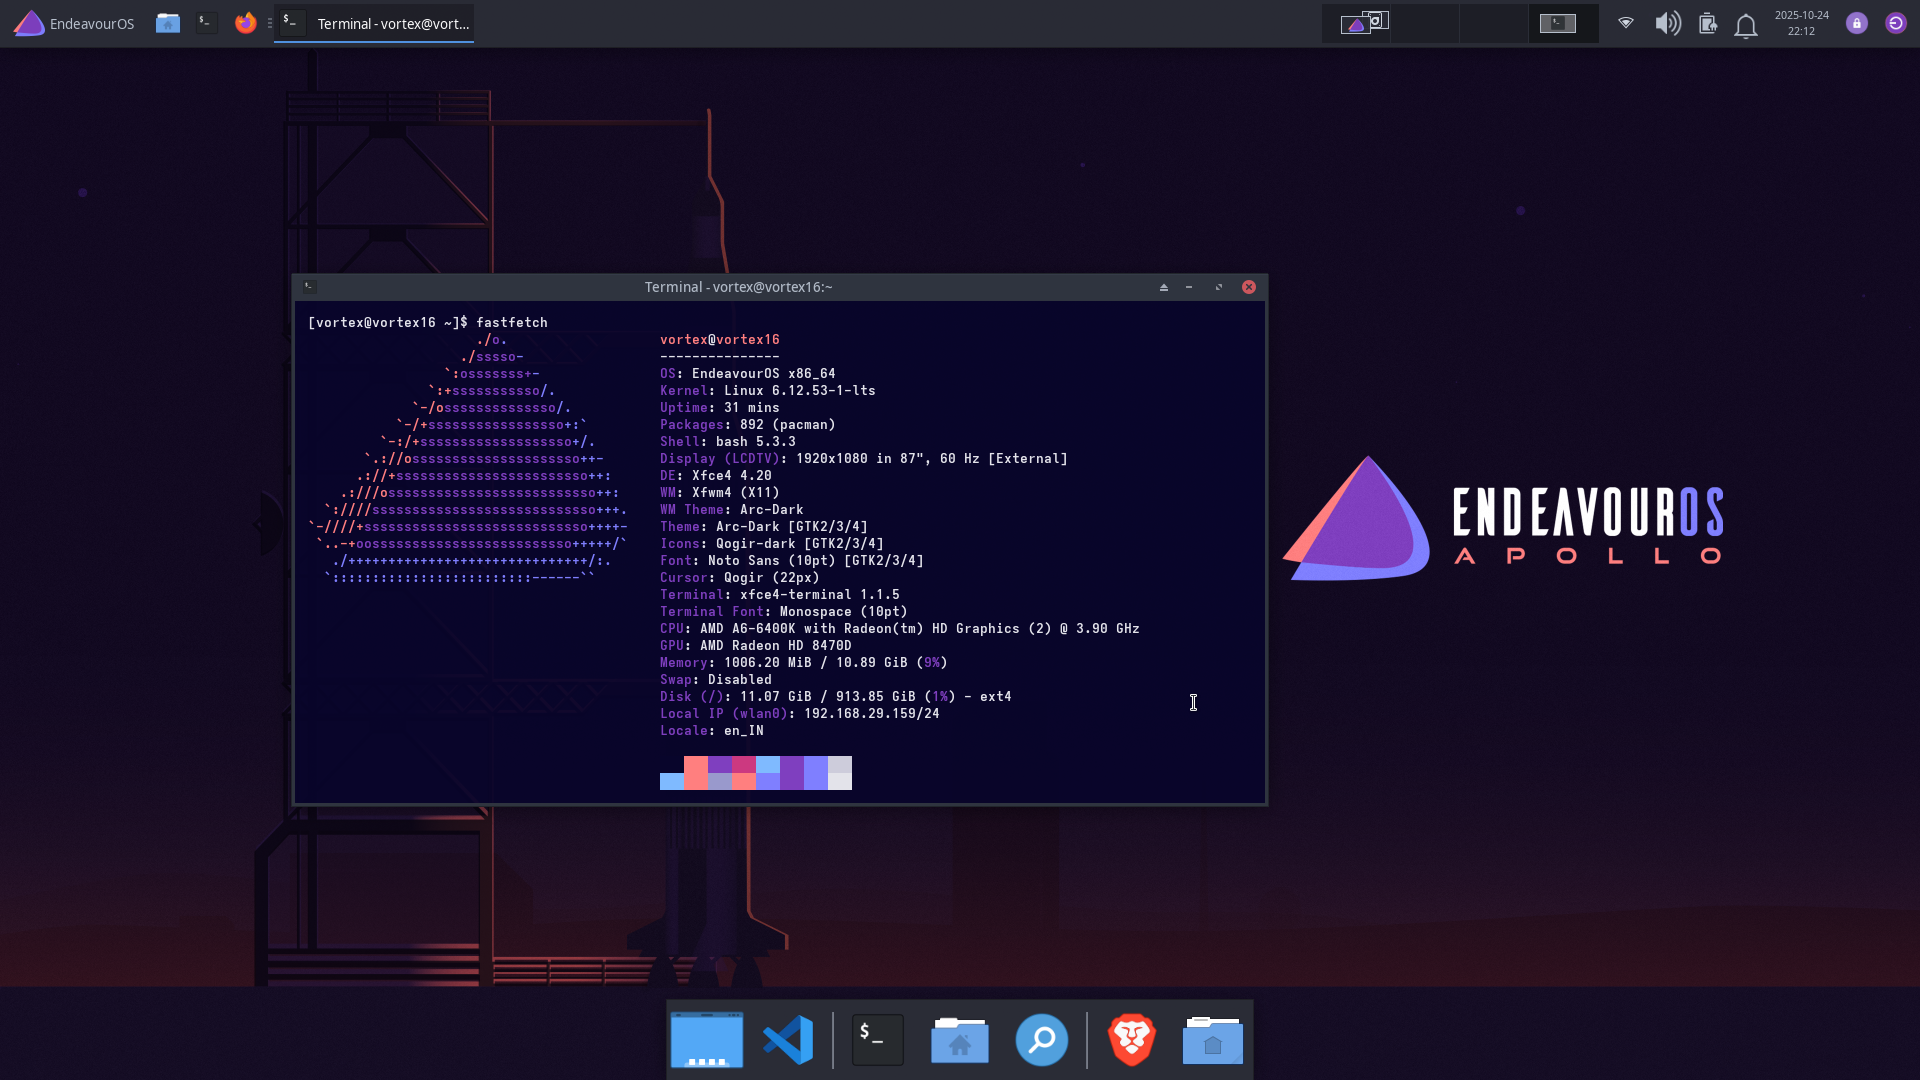 EndeavourOS
Terminal - vortex@vort...
2025-10-24
22:12
Terminal - vortex@vortex16:~
[vortex@vortex16 ~]$ fastfetch
./o.
./sssso-
`:osssssss+-
`:+sssssssssso/.
`-/ossssssssssssso/.
`-/+sssssssssssssssso+:`
`-:/+sssssssssssssssssso+/.
`.://osssssssssssssssssssso++-
.://+ssssssssssssssssssssssso++:
.:///ossssssssssssssssssssssssso++:
`:////ssssssssssssssssssssssssssso+++.
`-////+ssssssssssssssssssssssssssso++++-
`..-+oosssssssssssssssssssssssso+++++/`
./++++++++++++++++++++++++++++++/:.
`:::::::::::::::::::::::::------``
vortex@vortex16
---------------
OS: EndeavourOS x86_64
Kernel: Linux 6.12.53-1-lts
Uptime: 31 mins
Packages: 892 (pacman)
Shell: bash 5.3.3
Display (LCDTV): 1920x1080 in 87", 60 Hz [External]
DE: Xfce4 4.20
WM: Xfwm4 (X11)
WM Theme: Arc-Dark
Theme: Arc-Dark [GTK2/3/4]
Icons: Qogir-dark [GTK2/3/4]
Font: Noto Sans (10pt) [GTK2/3/4]
Cursor: Qogir (22px)
Terminal: xfce4-terminal 1.1.5
Terminal Font: Monospace (10pt)
CPU: AMD A6-6400K with Radeon(tm) HD Graphics (2) @ 3.90 GHz
GPU: AMD Radeon HD 8470D
Memory: 1006.20 MiB / 10.89 GiB (9%)
Swap: Disabled
Disk (/): 11.07 GiB / 913.85 GiB (1%) - ext4
Local IP (wlan0): 192.168.29.159/24
Locale: en_IN
ENDEAVOUROS
APOLLO
$_